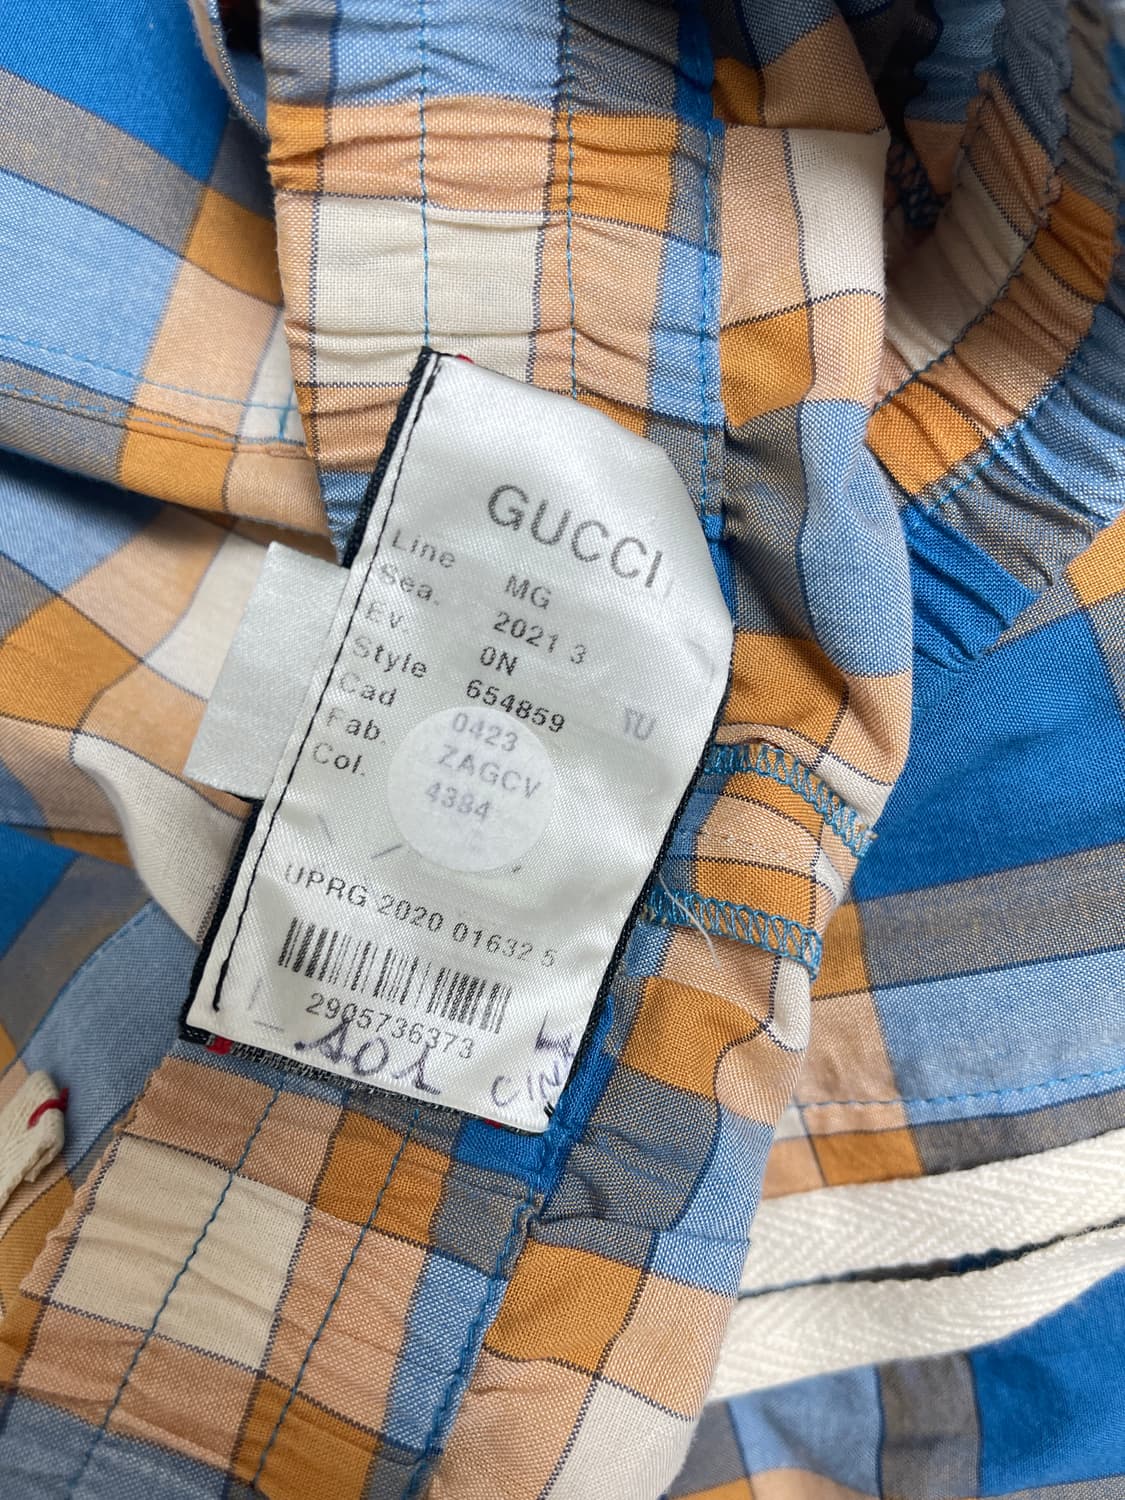 GUCCI
Line MG
Sea. 2021 3
Ev. 0N
Style 654859 TU
Cad 0423
Fab. ZAGCV
Col. 4384
UPRG 2020 01632 5
2905736373